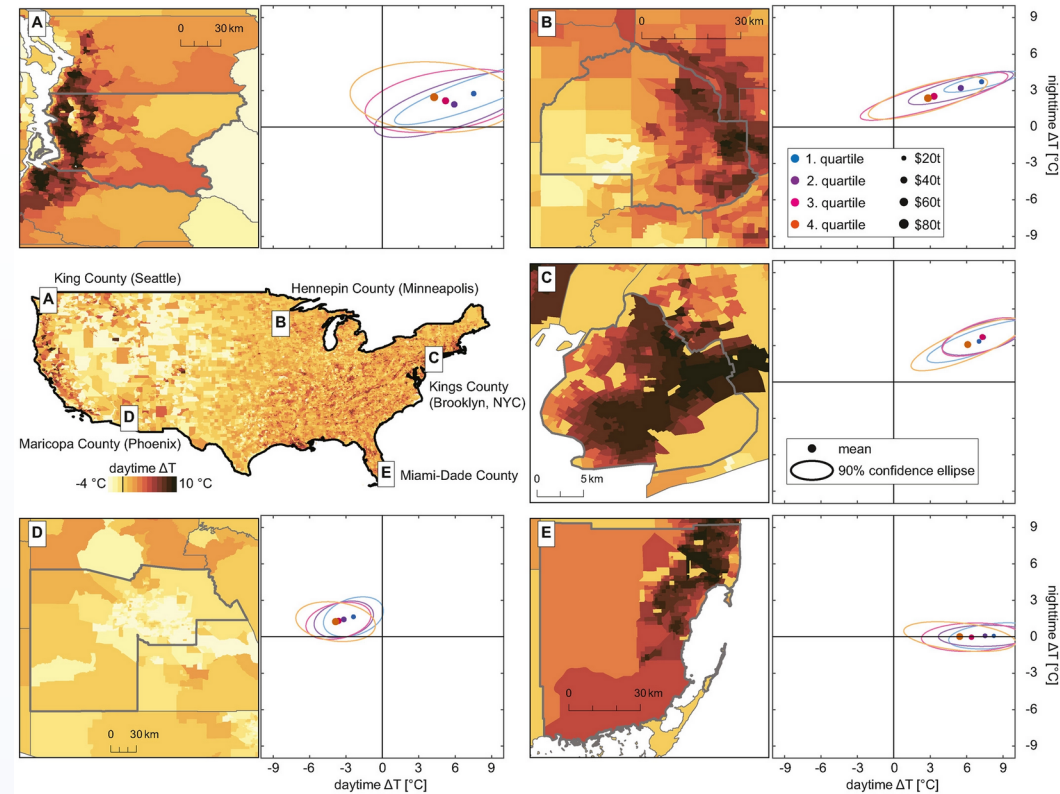 A
0 30 km
B
0 30 km
9
6
3
0
-3
-6
-9
nighttime ΔT [°C]
1. quartile
2. quartile
3. quartile
4. quartile
$20t
$40t
$60t
$80t
King County (Seattle)
A
Hennepin County (Minneapolis)
B
C
Kings County
(Brooklyn, NYC)
D
Maricopa County (Phoenix)
E
Miami-Dade County
daytime ΔT
-4 °C
10 °C
C
0 5 km
mean
90% confidence ellipse
D
0 30 km
-9 -6 -3 0 3 6 9
daytime ΔT [°C]
E
0 30 km
9
6
3
0
-3
-6
-9
nighttime ΔT [°C]
-9 -6 -3 0 3 6 9
daytime ΔT [°C]